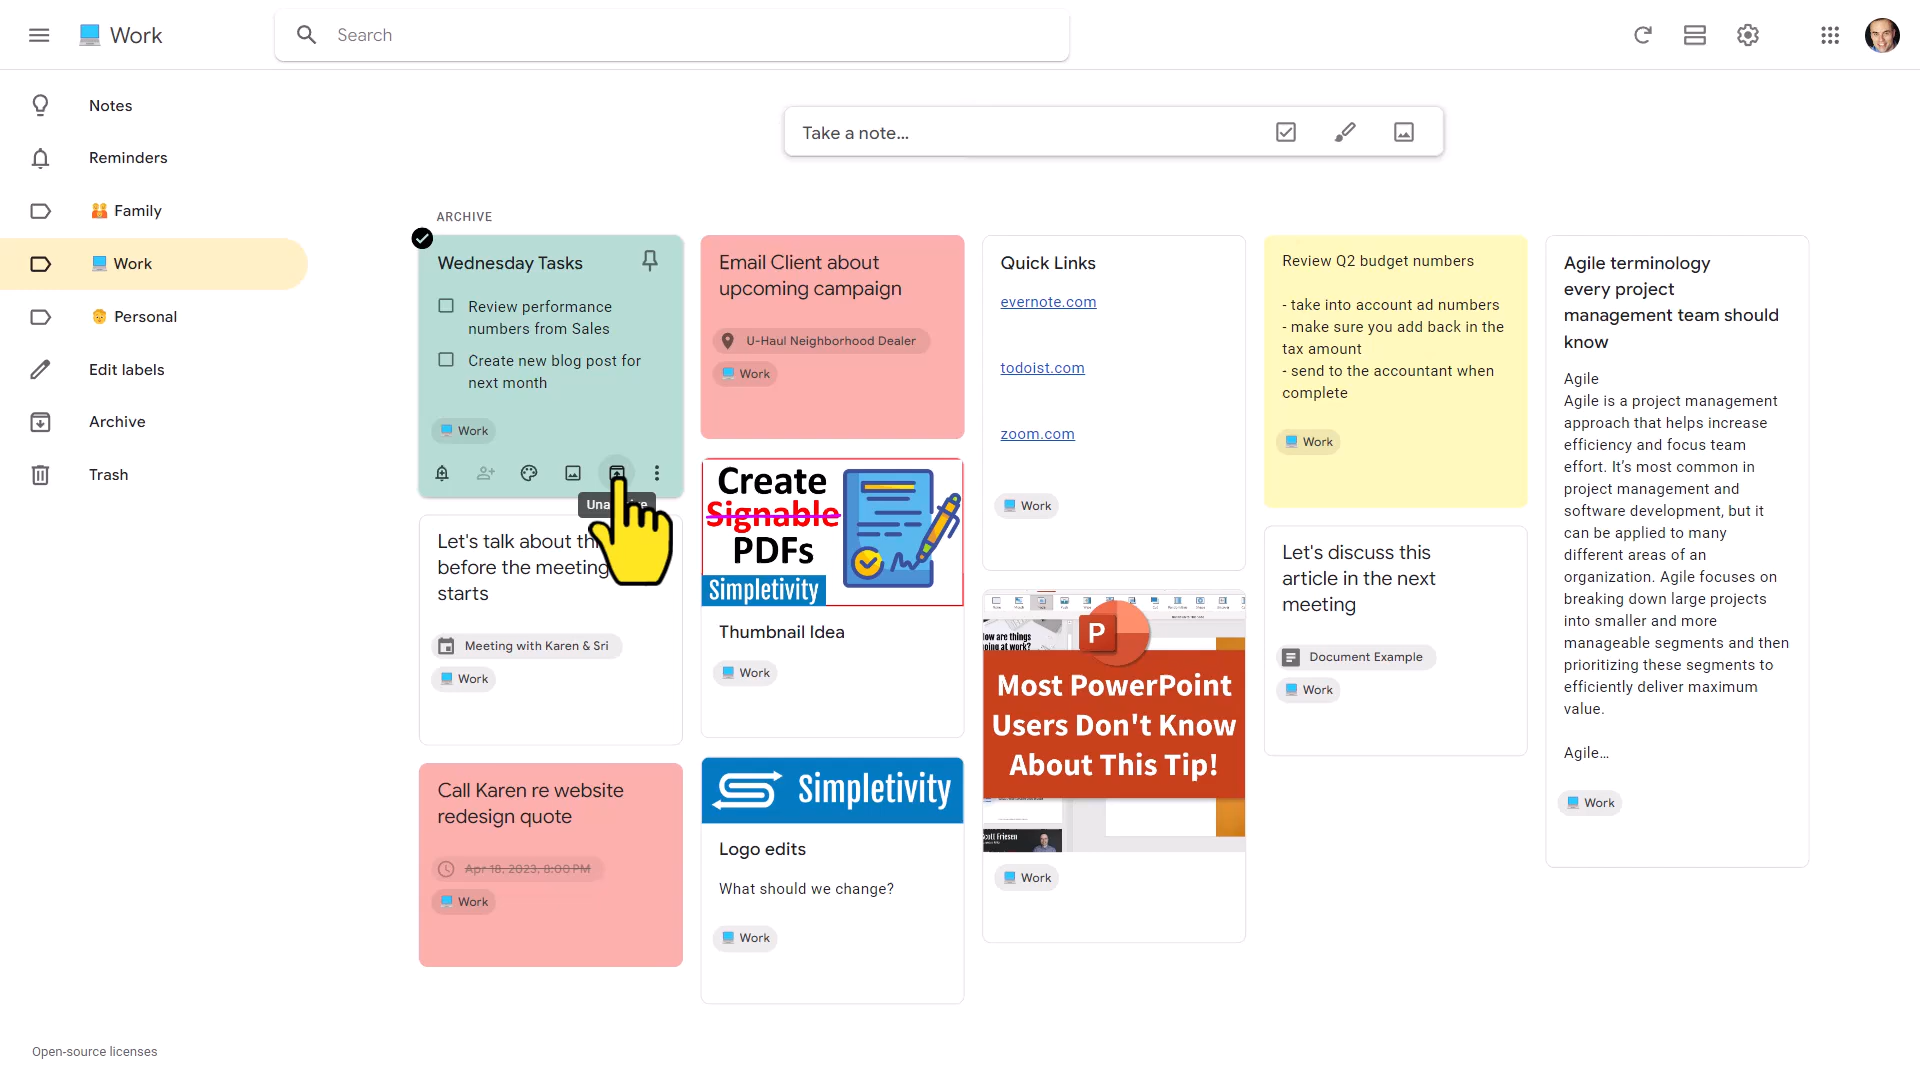 Work
Search
Notes
Reminders
Family
Work
Personal
Edit labels
Archive
Trash
Open-source licenses
Take a note...
ARCHIVE
Wednesday Tasks
Review performance
numbers from Sales
Create new blog post for
next month
Work
Let's talk about
before the meeting
starts
Meeting with Karen & Sri
Work
Call Karen re website
redesign quote
Apr 18, 2023, 8:00 PM
Work
Email Client about
upcoming campaign
U-Haul Neighborhood Dealer
Work
Create
Signable
PDFs
Simpletivity
Thumbnail Idea
Work
Simpletivity
Logo edits
What should we change?
Work
Quick Links
evernote.com
todoist.com
zoom.com
Work
P
Most PowerPoint
Users Don't Know
About This Tip!
Work
Review Q2 budget numbers
- take into account ad numbers
- make sure you add back in the
tax amount
- send to the accountant when
complete
Work
Let's discuss this
article in the next
meeting
Document Example
Work
Agile terminology
every project
management team should
know
Agile
Agile is a project management
approach that helps increase
efficiency and focus team
effort. It's most common in
project management and
software development, but it
can be applied to many
different areas of an
organization. Agile focuses on
breaking down large projects
into smaller and more
manageable segments and then
prioritizing these segments to
efficiently deliver maximum
value.
Agile...
Work